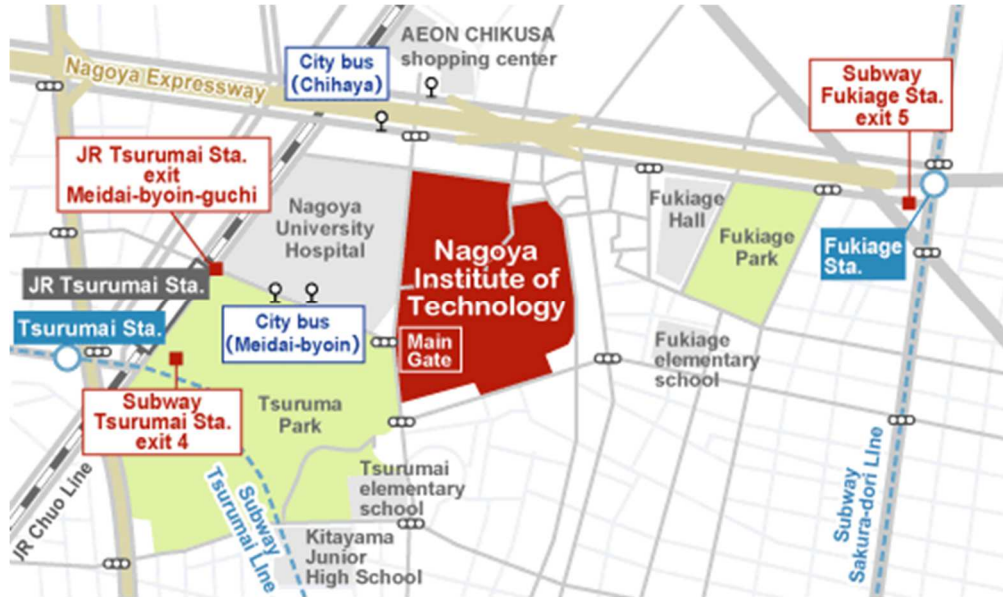 AEON CHIKUSA
shopping center
City bus
(Chihaya)
Nagoya Expressway
Subway
Fukiage Sta.
exit 5
JR Tsurumai Sta.
exit
Meidai-byoin-guchi
Nagoya
University
Hospital
Fukiage
Hall
Fukiage
Park
Nagoya
Institute of
Technology
Fukiage
Sta.
JR Tsurumai Sta.
Tsurumai Sta.
City bus
(Meidai-byoin)
Main
Gate
Fukiage
elementary
school
Subway
Tsurumai Sta.
exit 4
Tsuruma
Park
Tsurumai
elementary
school
JR Chuo Line
Subway
Tsurumai LIne
Kitayama
Junior
High School
Subway
Sakura-dori LIne